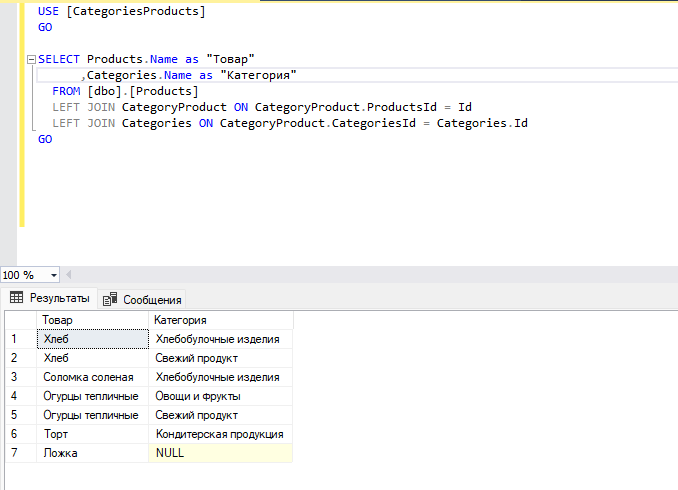 USE [CategoriesProducts]
GO
SELECT Products.Name as "Товар"
,Categories.Name as "Категория"
FROM [dbo].[Products]
LEFT JOIN CategoryProduct ON CategoryProduct.ProductsId = Id
LEFT JOIN Categories ON CategoryProduct.CategoriesId = Categories.Id
GO
100 %
Результаты Сообщения
Товар Категория
1 Хлеб Хлебобулочные изделия
2 Хлеб Свежий продукт
3 Соломка соленая Хлебобулочные изделия
4 Огурцы тепличные Овощи и фрукты
5 Огурцы тепличные Свежий продукт
6 Торт Кондитерская продукция
7 Ложка NULL